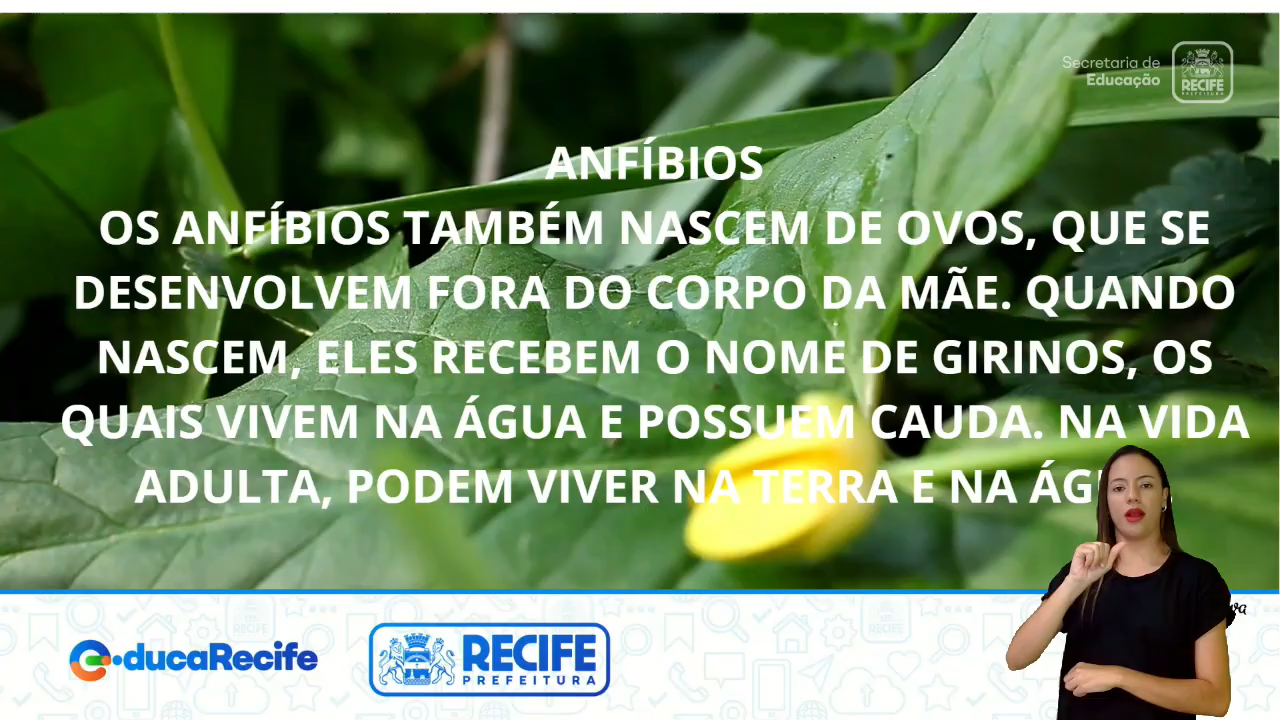 Secretaria de
Educação
RECIFE
PREFEITURA
ANFÍBIOS
OS ANFÍBIOS TAMBÉM NASCEM DE OVOS, QUE SE
DESENVOLVEM FORA DO CORPO DA MÃE. QUANDO
NASCEM, ELES RECEBEM O NOME DE GIRINOS, OS
QUAIS VIVEM NA ÁGUA E POSSUEM CAUDA. NA VIDA
ADULTA, PODEM VIVER NA TERRA E NA
EducaRecife
RECIFE
PREFEITURA